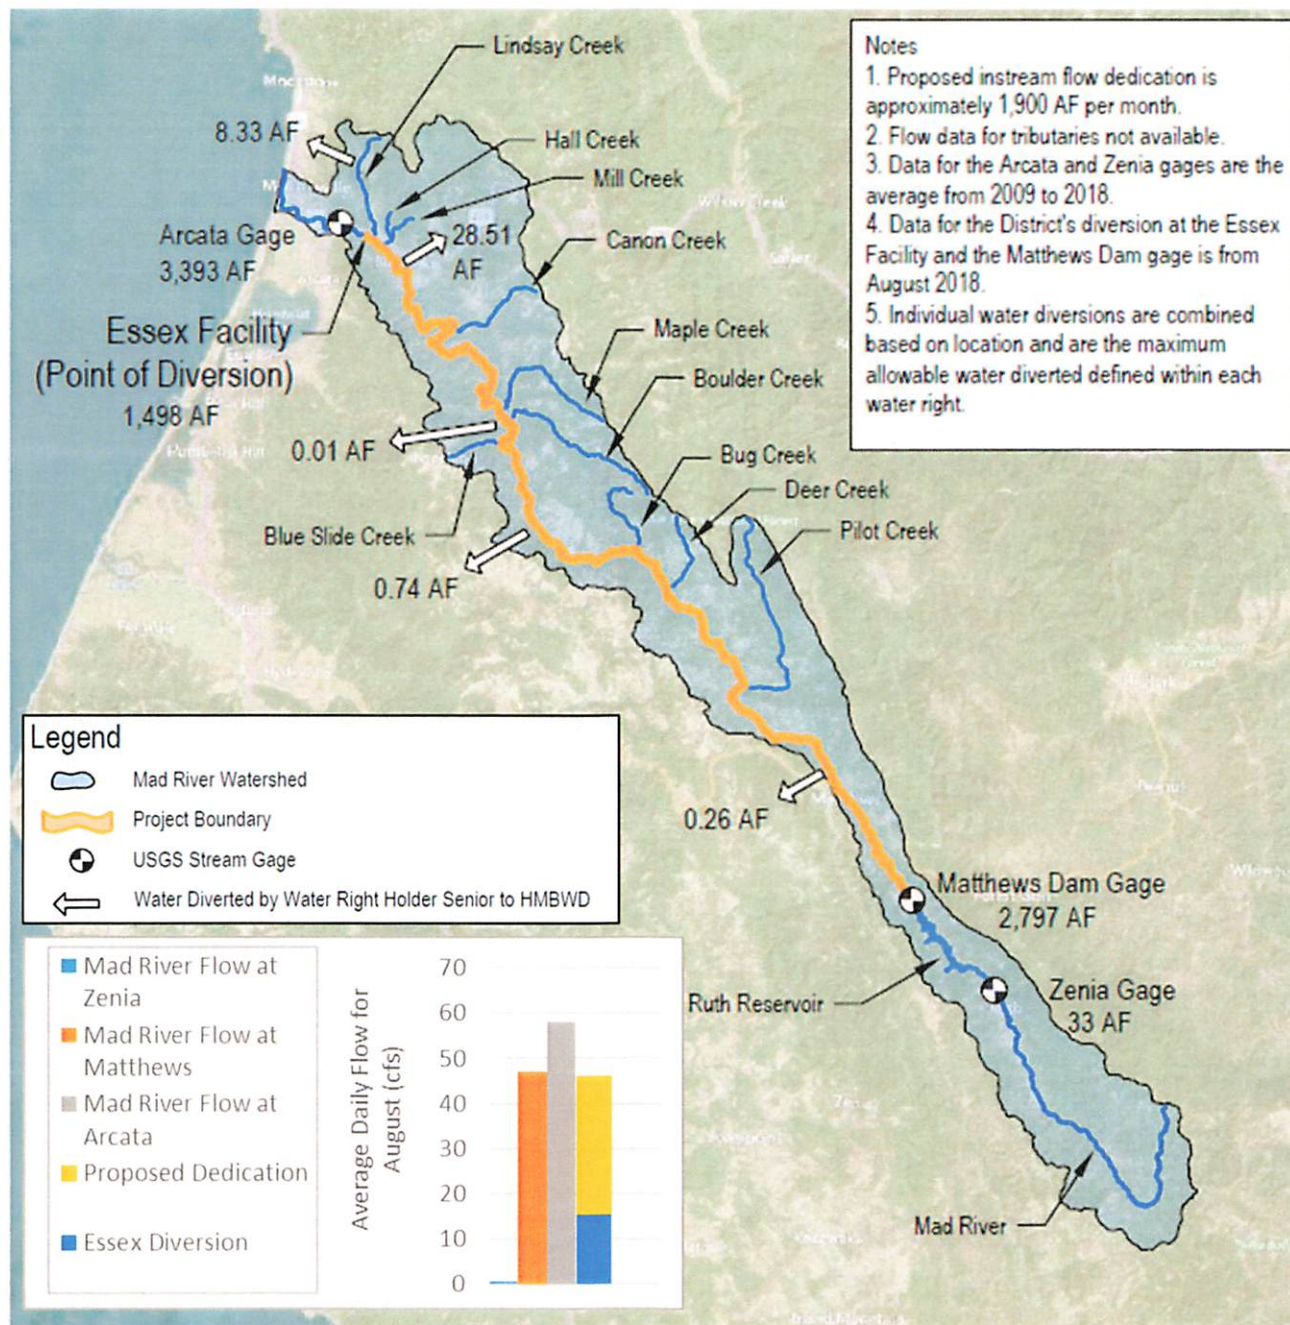 Lindsay Creek
8.33 AF
Hall Creek
Mill Creek
Arcata Gage
3,393 AF
28.51
AF
Canon Creek
Essex Facility
(Point of Diversion)
1,498 AF
Maple Creek
Boulder Creek
0.01 AF
Bug Creek
Deer Creek
Blue Slide Creek
Pilot Creek
0.74 AF
0.26 AF
Matthews Dam Gage
2,797 AF
Ruth Reservoir
Zenia Gage
33 AF
Mad River
Notes
1. Proposed instream flow dedication is
approximately 1,900 AF per month.
2. Flow data for tributaries not available.
3. Data for the Arcata and Zenia gages are the
average from 2009 to 2018.
4. Data for the District's diversion at the Essex
Facility and the Matthews Dam gage is from
August 2018.
5. Individual water diversions are combined
based on location and are the maximum
allowable water diverted defined within each
water right.
Legend
Mad River Watershed
Project Boundary
USGS Stream Gage
Water Diverted by Water Right Holder Senior to HMBWD
Mad River Flow at
Zenia
Mad River Flow at
Matthews
Mad River Flow at
Arcata
Proposed Dedication
Essex Diversion
Average Daily Flow for
August (cfs)
70
60
50
40
30
20
10
0